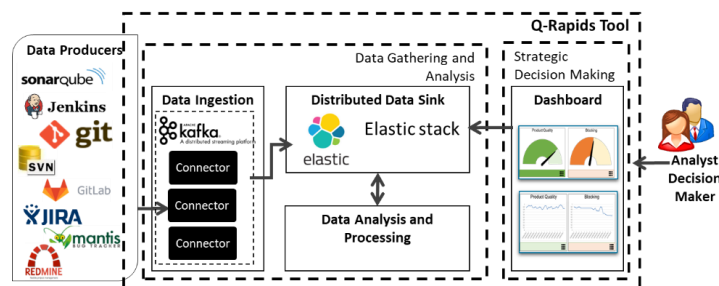 Q-Rapids Tool
Data Producers
sonarqube
Jenkins
git
SVN
GitLab
JIRA
mantis
BUG TRACKER
REDMINE
Data Gathering and
Analysis
Data Ingestion
kafka
A distributed streaming platform
Connector
Connector
Connector
Distributed Data Sink
elastic
Elastic stack
Data Analysis and
Processing
Strategic
Decision Making
Dashboard
Product Quality
Blocking
Product Quality
Blocking
Analyst
Decision
Maker